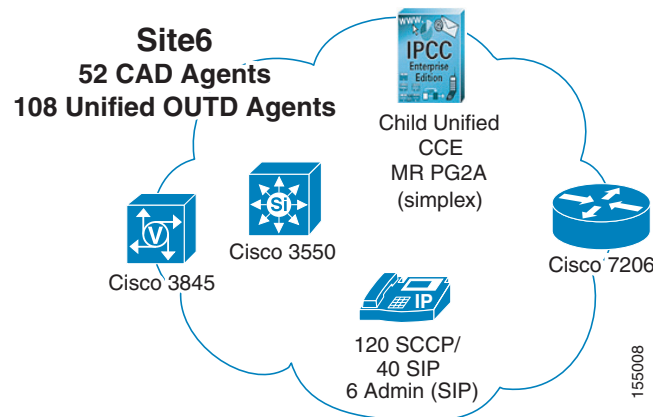 Site6
52 CAD Agents
108 Unified OUTD Agents
www.
IPCC
Enterprise
Edition
Child Unified
CCE
MR PG2A
(simplex)
Si
V
Cisco 3550
Cisco 3845
Cisco 7206
IP
120 SCCP/
40 SIP
6 Admin (SIP)
155008